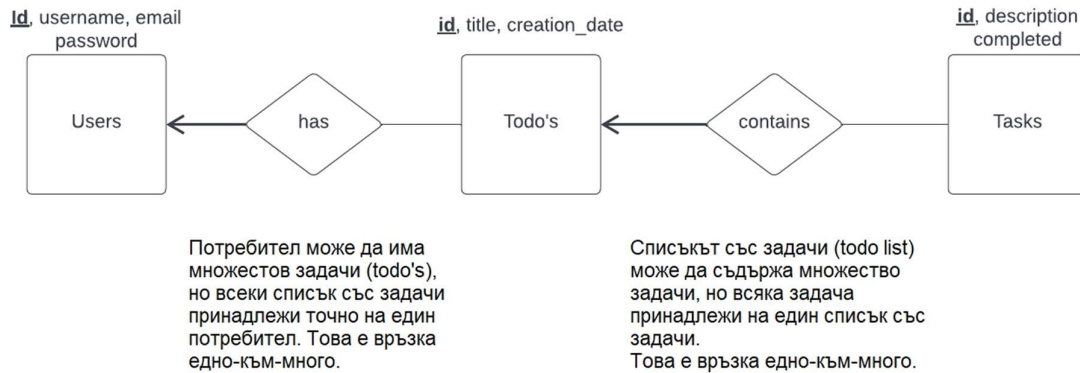 Id, username, email
password
id, title, creation_date
id, description
completed
Users
has
Todo's
contains
Tasks
Потребител може да има
множестов задачи (todo's),
но всеки списък със задачи
принадлежи точно на един
потребител. Това е връзка
едно-към-много.
Списъкът със задачи (todo list)
може да съдържа множество
задачи, но всяка задача
принадлежи на един списък със
задачи.
Това е връзка едно-към-много.